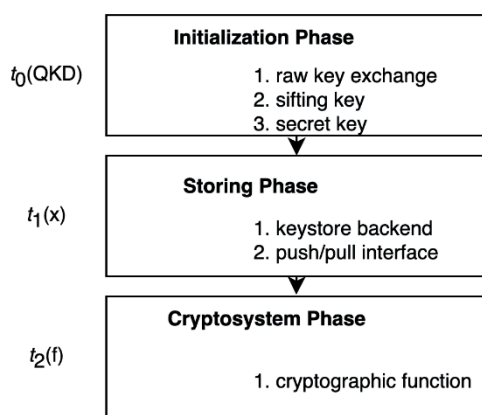 Initialization Phase
t0(QKD)
1. raw key exchange
2. sifting key
3. secret key
Storing Phase
t1(x)
1. keystore backend
2. push/pull interface
Cryptosystem Phase
t2(f)
1. cryptographic function